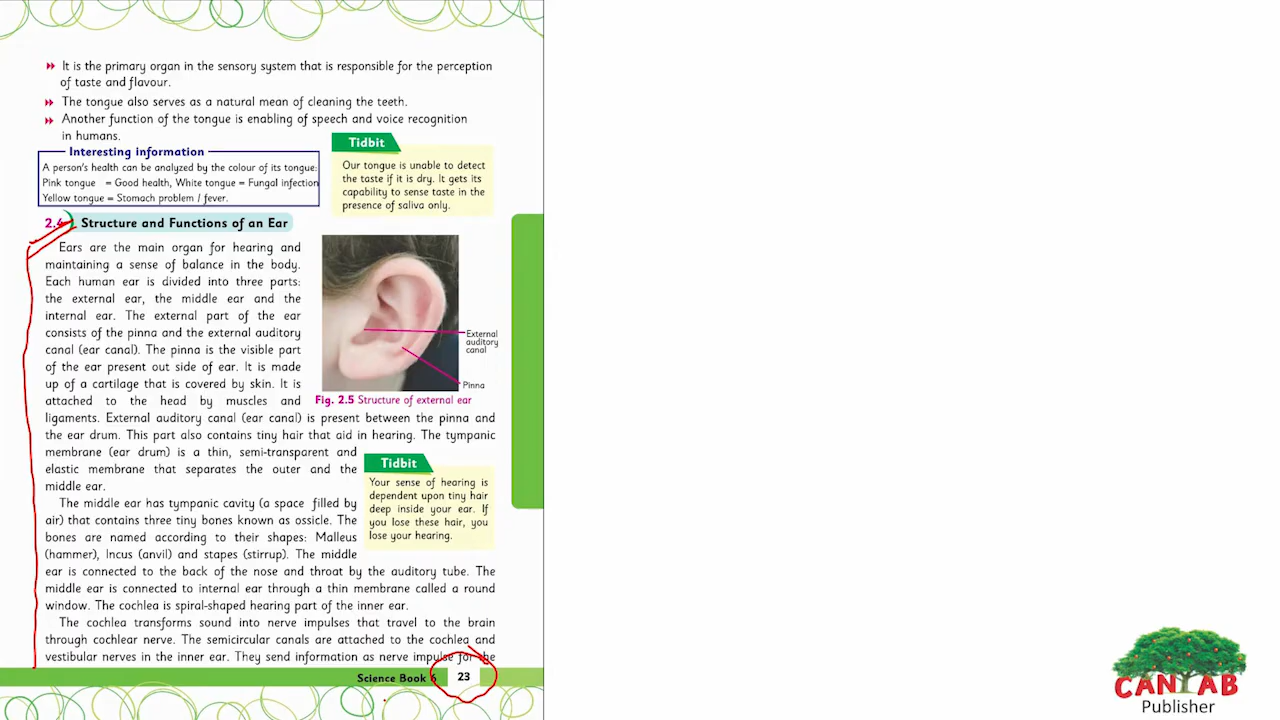 It is the primary organ in the sensory system that is responsible for the perception
of taste and flavour.
The tongue also serves as a natural mean of cleaning the teeth.
Another function of the tongue is enabling of speech and voice recognition
in humans.
Interesting information
A person's health can be analyzed by the colour of its tongue:
Pink tongue = Good health, White tongue = Fungal infection
Yellow tongue = Stomach problem / fever.
Tidbit
Our tongue is unable to detect
the taste if it is dry. It gets its
capability to sense taste in the
presence of saliva only.
Structure and Functions of an Ear
Ears are the main organ for hearing and
maintaining a sense of balance in the body.
Each human ear is divided into three parts:
the external ear, the middle ear and the
internal ear. The external part of the ear
consists of the pinna and the external auditory
canal (ear canal). The pinna is the visible part
of the ear present out side of ear. It is made
up of a cartilage that is covered by skin. It is
attached to the head by muscles and
ligaments. External auditory canal (ear canal) is present between the pinna and
the ear drum. This part also contains tiny hair that aid in hearing. The tympanic
membrane (ear drum) is a thin, semi-transparent and
elastic membrane that separates the outer and the
middle ear.
External
auditory
canal
Pinna
Fig. 2.5 Structure of external ear
Tidbit
Your sense of hearing is
dependent upon tiny hair
deep inside your ear. If
you lose these hair, you
lose your hearing.
The middle ear has tympanic cavity (a space filled by
air) that contains three tiny bones known as ossicle. The
bones are named according to their shapes: Malleus
(hammer), Incus (anvil) and stapes (stirrup). The middle
ear is connected to the back of the nose and throat by the auditory tube. The
middle ear is connected to internal ear through a thin membrane called a round
window. The cochlea is spiral-shaped hearing part of the inner ear.
The cochlea transforms sound into nerve impulses that travel to the brain
through cochlear nerve. The semicircular canals are attached to the cochlea and
vestibular nerves in the inner ear. They send information as nerve impulse for the
Science Book 6 23
CANTAB
Publisher